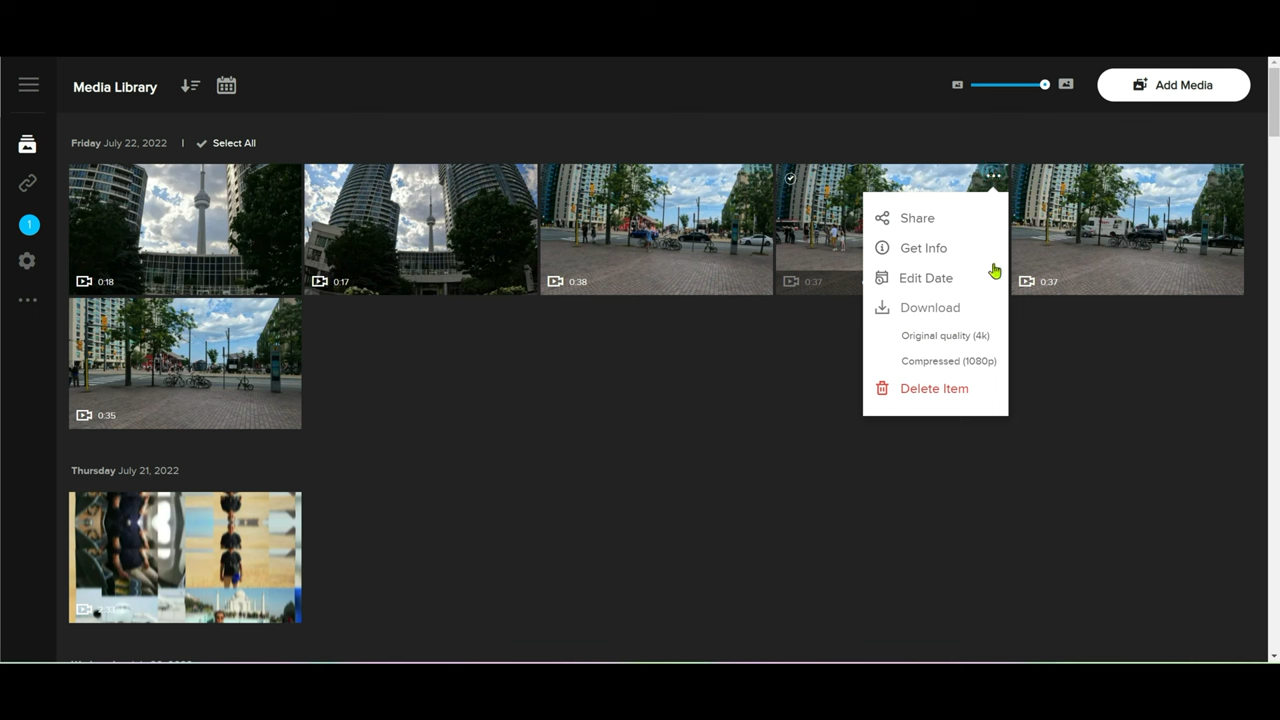 Media Library
Add Media
Friday July 22, 2022 | Select All
0:18
0:17
0:38
0:37
0:37
Share
Get Info
Edit Date
Download
Original quality (4k)
Compressed (1080p)
Delete Item
1
0:35
Thursday July 21, 2022